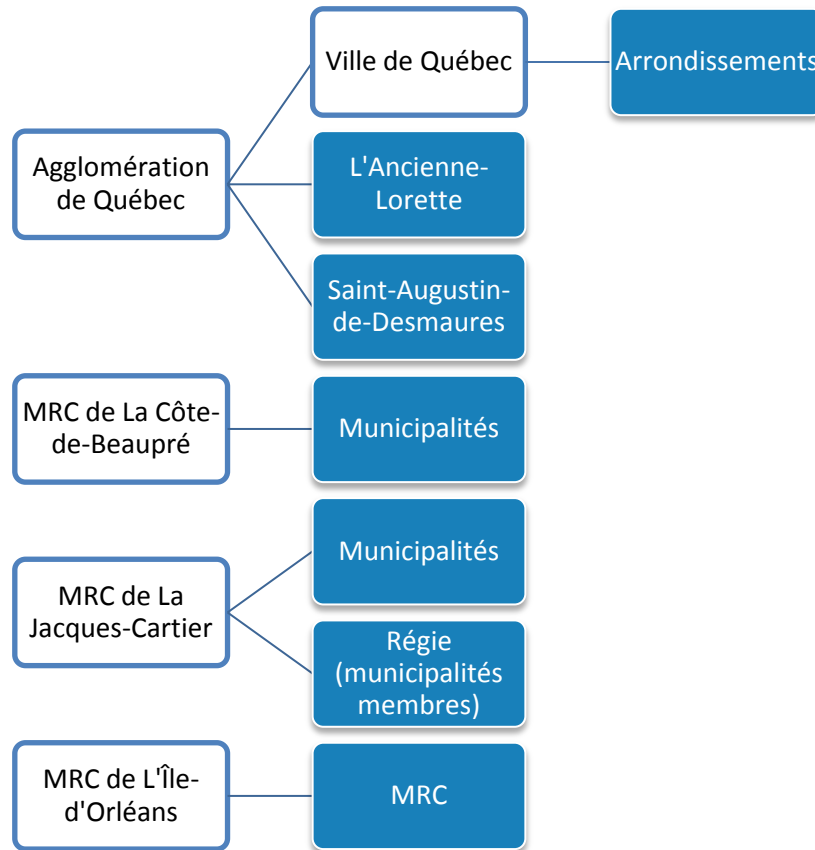 Ville de Québec
Arrondissements
Agglomération
de Québec
L'Ancienne-
Lorette
Saint-Augustin-
de-Desmaures
MRC de La Côte-
de-Beaupré
Municipalités
MRC de La
Jacques-Cartier
Municipalités
Régie
(municipalités
membres)
MRC de L'Île-
d'Orléans
MRC